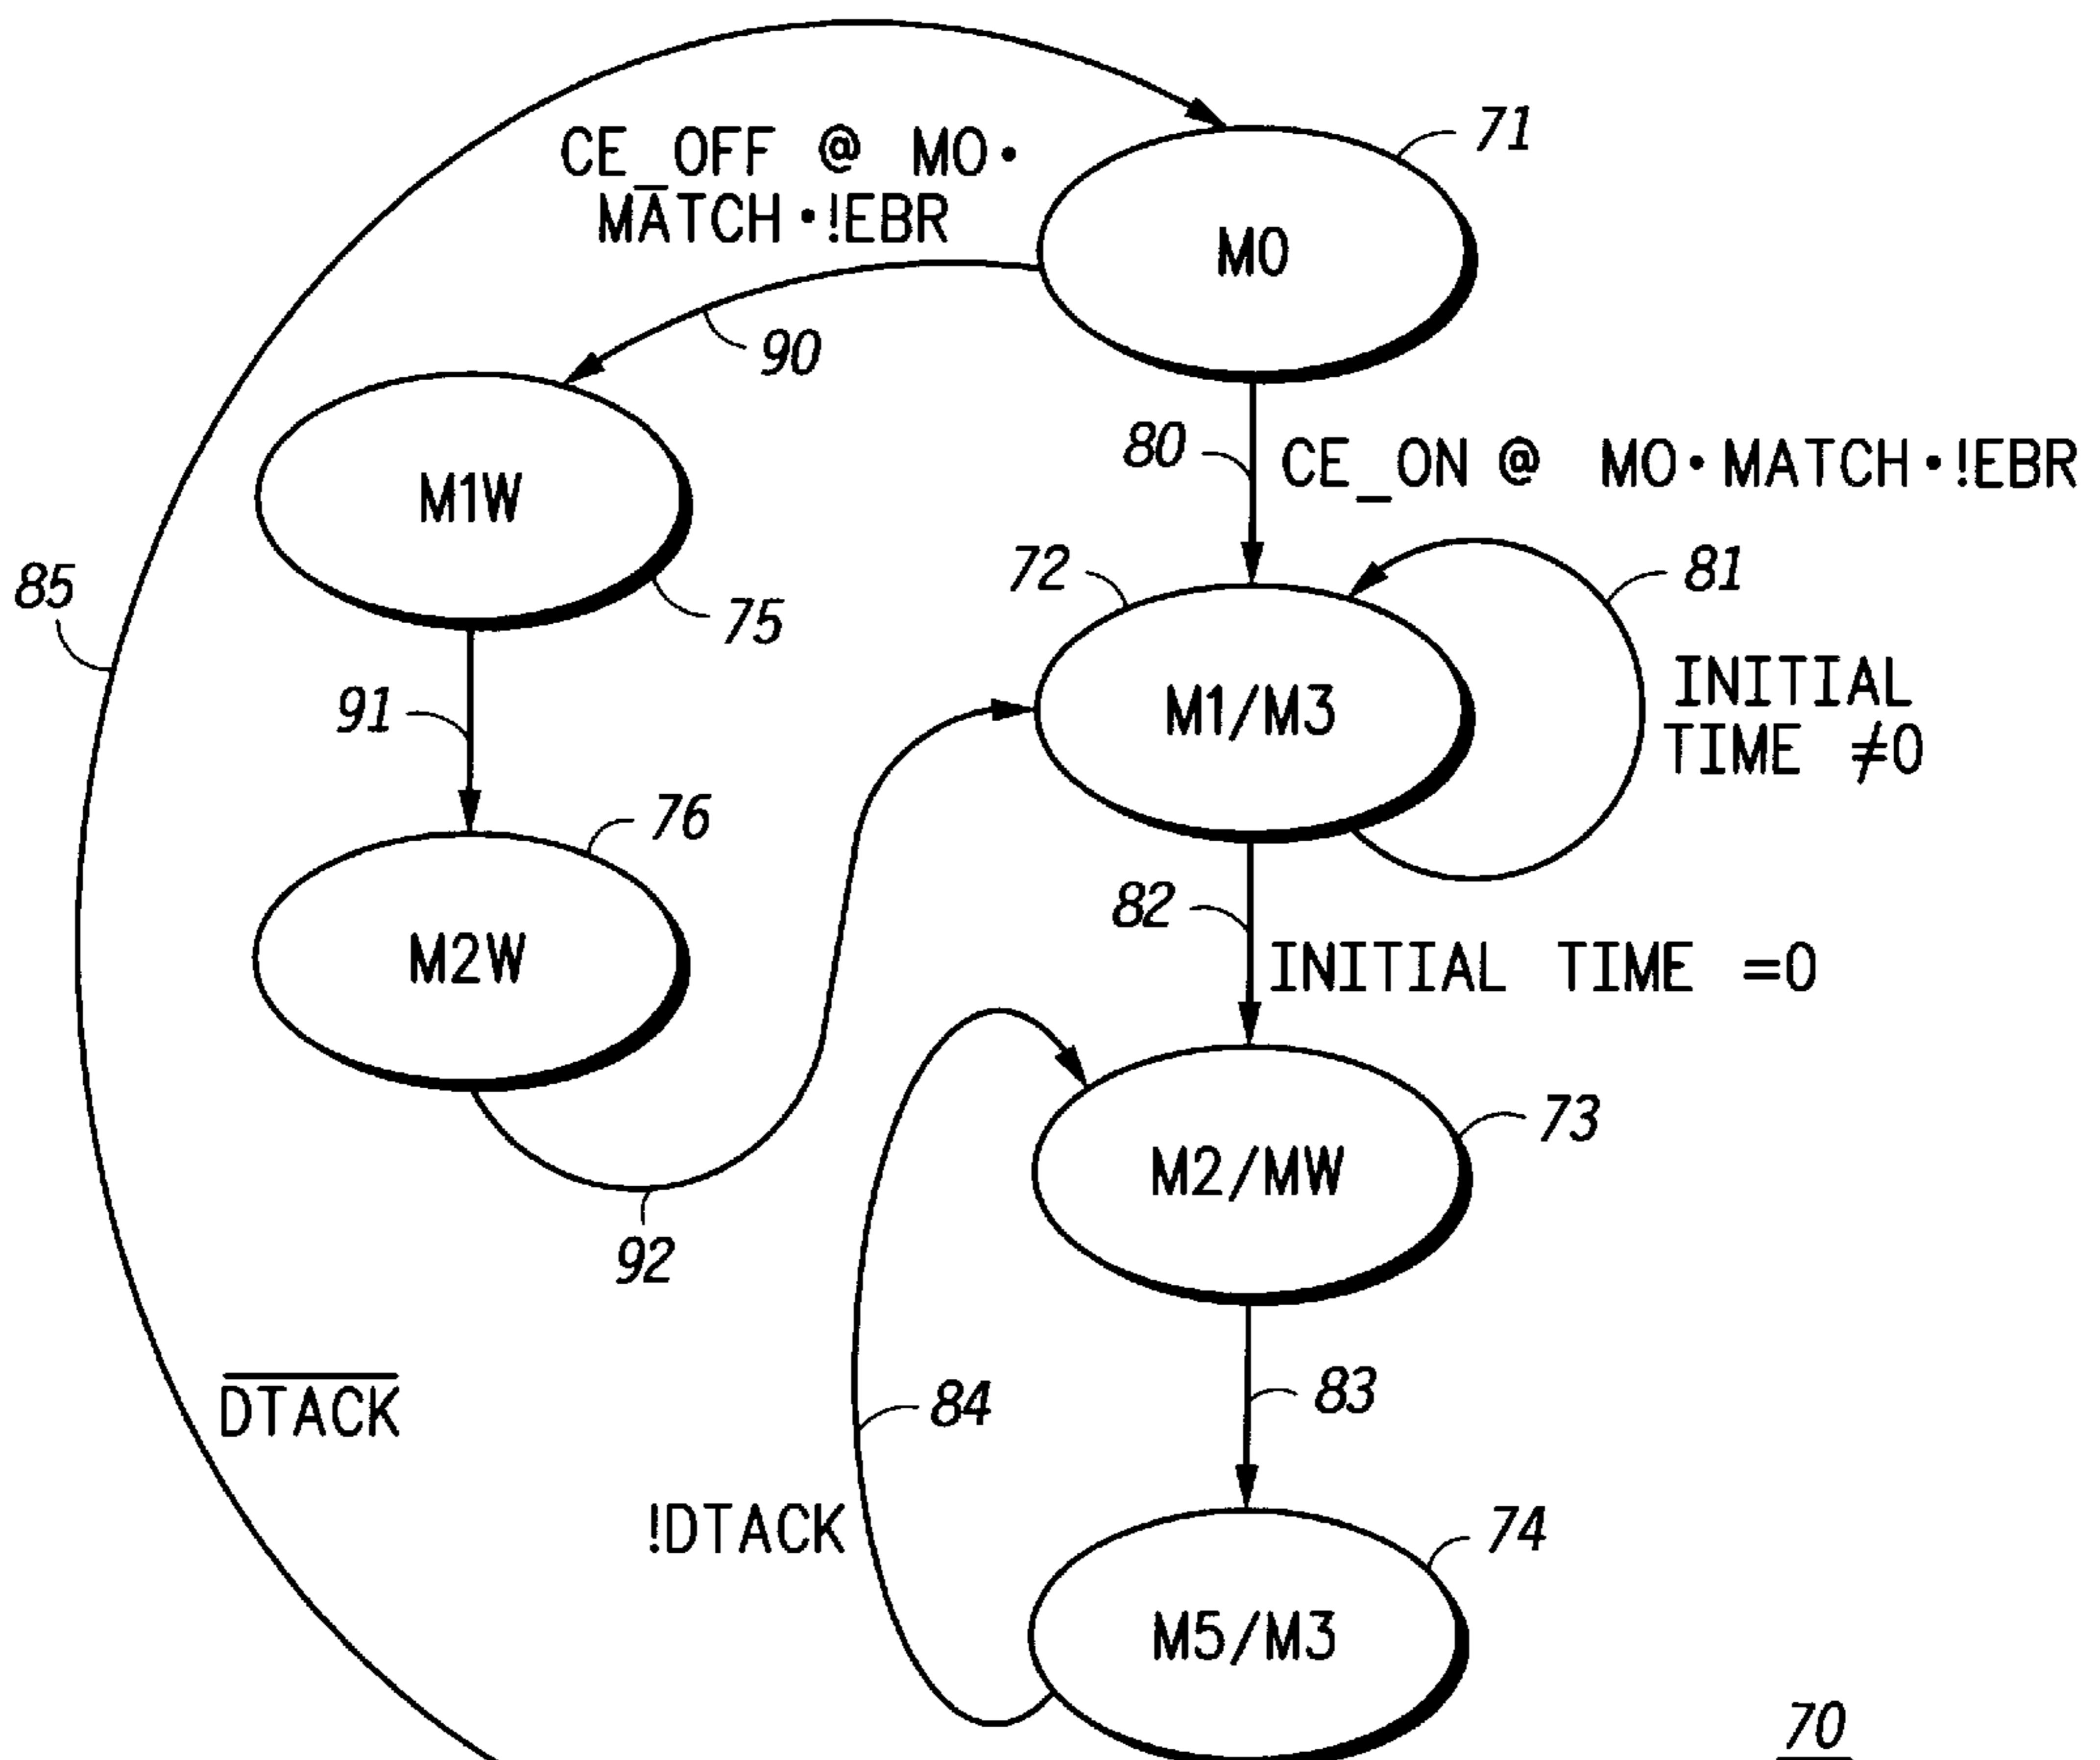 CE_OFF @ MO•
MATCH•!EBR
71
MO
90
M1W
80
CE_ON @ MO•MATCH•!EBR
72
81
85
75
M1/M3
INITIAL
TIME ≠0
91
76
82
M2W
INITIAL TIME =0
73
M2/MW
92
D̅T̅A̅C̅K̅
84
83
!DTACK
74
M5/M3
70